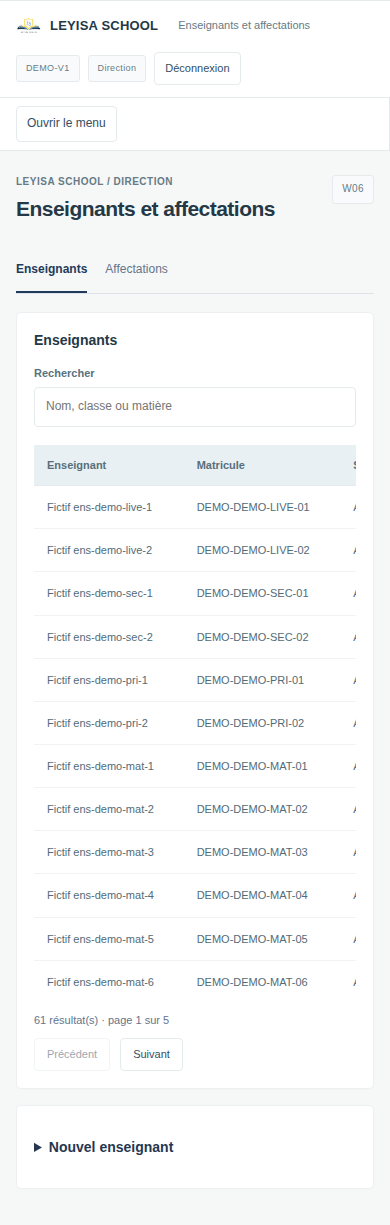 LEYISA SCHOOL Enseignants et affectations
DEMO-V1 Direction Déconnexion
Ouvrir le menu
LEYISA SCHOOL / DIRECTION W06
Enseignants et affectations
Enseignants Affectations
Enseignants
Rechercher
Nom, classe ou matière
Enseignant Matricule
Fictif ens-demo-live-1 DEMO-DEMO-LIVE-01
Fictif ens-demo-live-2 DEMO-DEMO-LIVE-02
Fictif ens-demo-sec-1 DEMO-DEMO-SEC-01
Fictif ens-demo-sec-2 DEMO-DEMO-SEC-02
Fictif ens-demo-pri-1 DEMO-DEMO-PRI-01
Fictif ens-demo-pri-2 DEMO-DEMO-PRI-02
Fictif ens-demo-mat-1 DEMO-DEMO-MAT-01
Fictif ens-demo-mat-2 DEMO-DEMO-MAT-02
Fictif ens-demo-mat-3 DEMO-DEMO-MAT-03
Fictif ens-demo-mat-4 DEMO-DEMO-MAT-04
Fictif ens-demo-mat-5 DEMO-DEMO-MAT-05
Fictif ens-demo-mat-6 DEMO-DEMO-MAT-06
61 résultat(s) · page 1 sur 5
Précédent Suivant
Nouvel enseignant